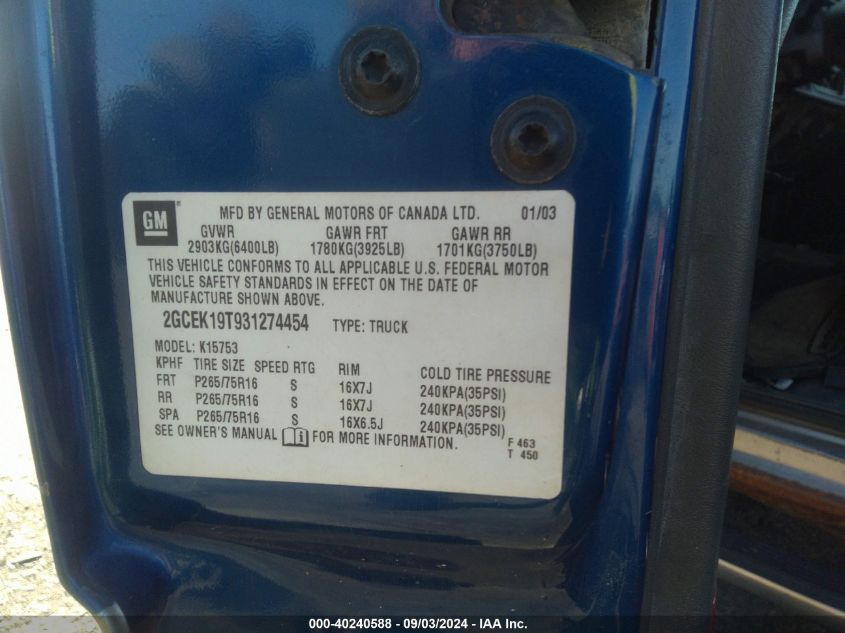 GM
MFD BY GENERAL MOTORS OF CANADA LTD. 01/03
GVWR GAWR FRT GAWR RR
2903KG(6400LB) 1780KG(3925LB) 1701KG(3750LB)
THIS VEHICLE CONFORMS TO ALL APPLICABLE U.S. FEDERAL MOTOR
VEHICLE SAFETY STANDARDS IN EFFECT ON THE DATE OF
MANUFACTURE SHOWN ABOVE.
2GCEK19T931274454 TYPE: TRUCK
MODEL: K15753
KPHF TIRE SIZE SPEED RTG RIM COLD TIRE PRESSURE
FRT P265/75R16 S 16X7J 240KPA(35PSI)
RR P265/75R16 S 16X7J 240KPA(35PSI)
SPA P265/75R16 S 16X6.5J 240KPA(35PSI)
SEE OWNER'S MANUAL i FOR MORE INFORMATION.
F 463
T 450
000-40240588 - 09/03/2024 - IAA Inc.